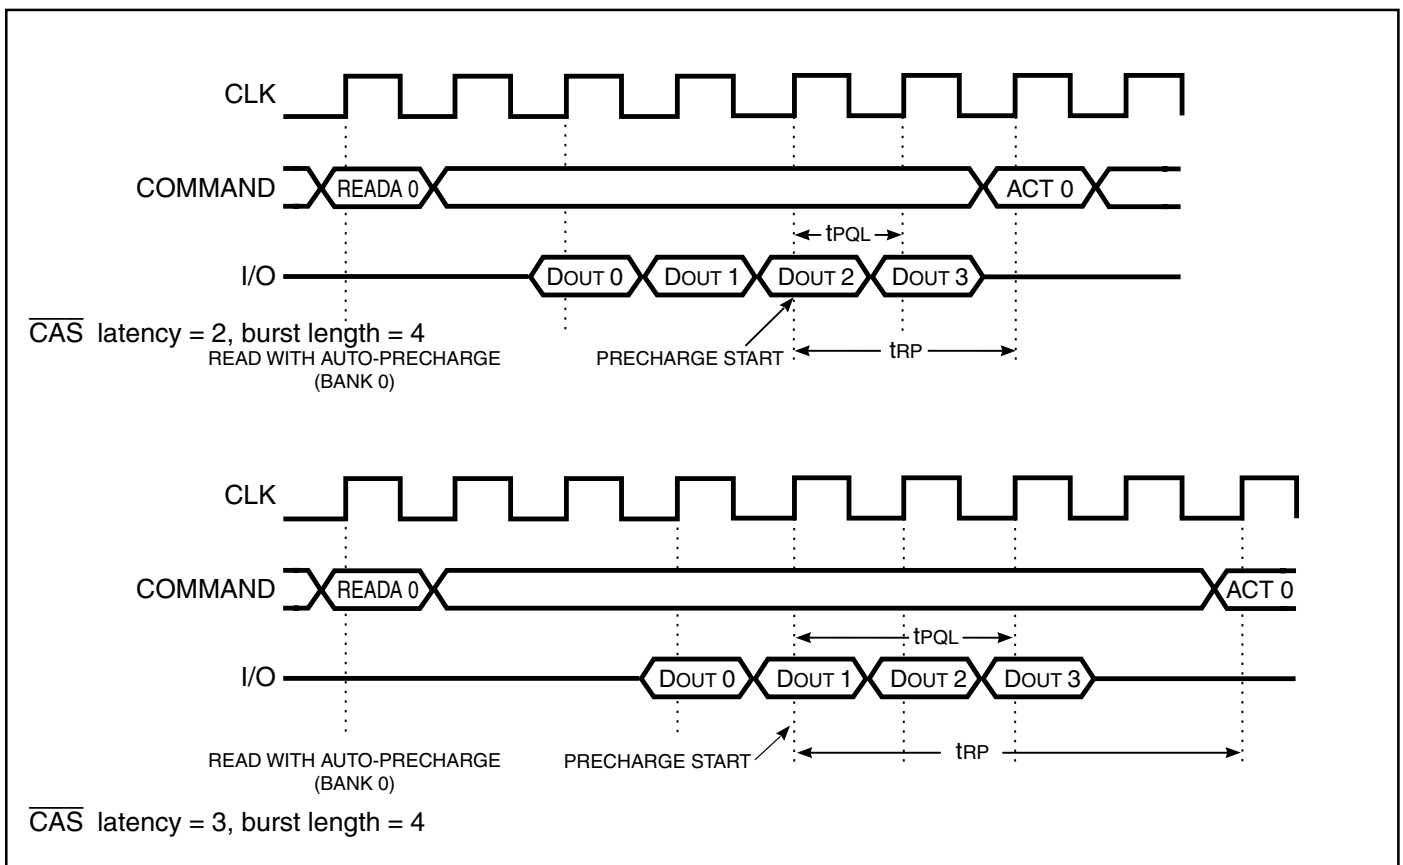 CLK
COMMAND READA 0 ACT 0
tPQL
I/O DOUT 0 DOUT 1 DOUT 2 DOUT 3
CAS latency = 2, burst length = 4
READ WITH AUTO-PRECHARGE
(BANK 0)
PRECHARGE START
tRP
CLK
COMMAND READA 0 ACT 0
tPQL
I/O DOUT 0 DOUT 1 DOUT 2 DOUT 3
READ WITH AUTO-PRECHARGE
(BANK 0)
PRECHARGE START
tRP
CAS latency = 3, burst length = 4